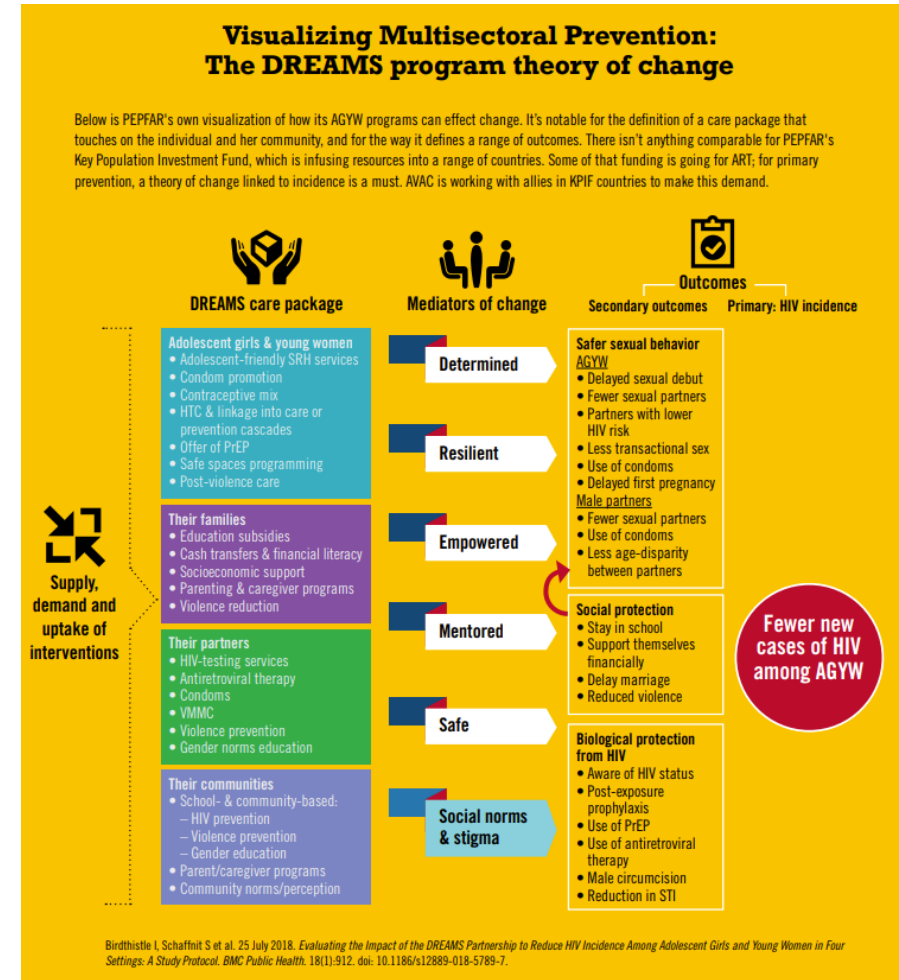 Visualizing Multisectoral Prevention:
The DREAMS program theory of change
Below is PEPFAR's own visualization of how its AGYW programs can effect change. It's notable for the definition of a care package that
touches on the individual and her community, and for the way it defines a range of outcomes. There isn't anything comparable for PEPFAR's
Key Population Investment Fund, which is infusing resources into a range of countries. Some of that funding is going for ART; for primary
prevention, a theory of change linked to incidence is a must. AVAC is working with allies in KPIF countries to make this demand.
Supply,
demand and
uptake of
interventions
DREAMS care package
Adolescent girls & young women
• Adolescent-friendly SRH services
• Condom promotion
• Contraceptive mix
• HTC & linkage into care or
prevention cascades
• Offer of PrEP
• Safe spaces programming
• Post-violence care
Their families
• Education subsidies
• Cash transfers & financial literacy
• Socioeconomic support
• Parenting & caregiver programs
• Violence reduction
Their partners
• HIV-testing services
• Antiretroviral therapy
• Condoms
• VMMC
• Violence prevention
• Gender norms education
Their communities
• School- & community-based:
– HIV prevention
– Violence prevention
– Gender education
• Parent/caregiver programs
• Community norms/perception
Mediators of change
Determined
Resilient
Empowered
Mentored
Safe
Social norms
& stigma
Outcomes
Secondary outcomes
Primary: HIV incidence
Safer sexual behavior
AGYW
• Delayed sexual debut
• Fewer sexual partners
• Partners with lower
HIV risk
• Less transactional sex
• Use of condoms
• Delayed first pregnancy
Male partners
• Fewer sexual partners
• Use of condoms
• Less age-disparity
between partners
Social protection
• Stay in school
• Support themselves
financially
• Delay marriage
• Reduced violence
Biological protection
from HIV
• Aware of HIV status
• Post-exposure
prophylaxis
• Use of PrEP
• Use of antiretroviral
therapy
• Male circumcision
• Reduction in STI
Fewer new
cases of HIV
among AGYW
Birdthistle I, Schaffnit S et al. 25 July 2018. Evaluating the Impact of the DREAMS Partnership to Reduce HIV Incidence Among Adolescent Girls and Young Women in Four
Settings: A Study Protocol. BMC Public Health. 18(1):912. doi: 10.1186/s12889-018-5789-7.